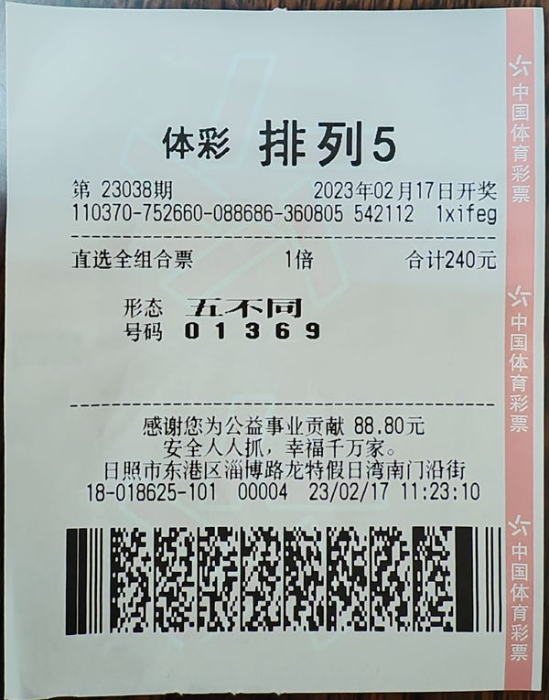 体彩 排列5
第 23038期 2023年02月17日开奖
110370-752660-088686-360805 542112 1xifeg
直选全组合票 1倍 合计240元
形态 五不同
号码 0 1 3 6 9
感谢您为公益事业贡献 88.80元
安全人人抓，幸福千万家。
日照市东港区淄博路龙特假日湾南门沿街
18-018625-101 00004 23/02/17 11:23:10
中国体育彩票
中国体育彩票
中国体育彩票